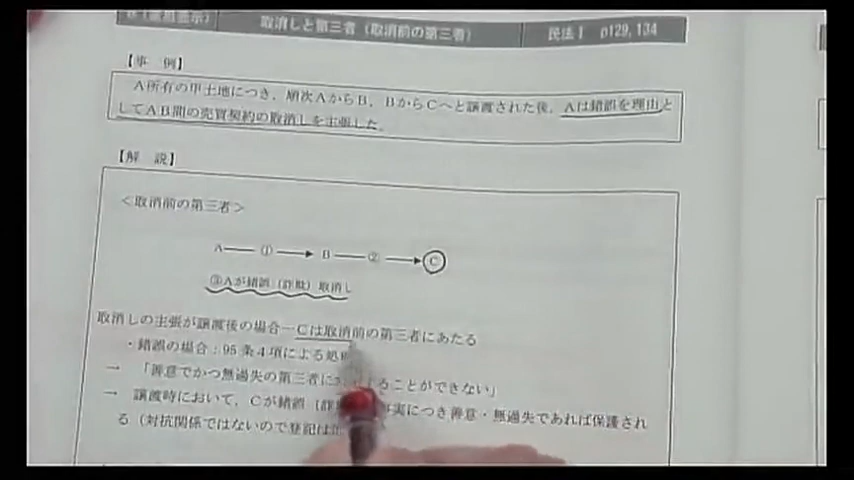 取消しと第三者（取消前の第三者） 民法Ⅰ p129,134
【事 例】
A所有の甲土地につき、順次AからB、BからCへと譲渡された後、Aは錯誤を理由と
してAB間の売買契約の取消しを主張した。
【解 説】
＜取消前の第三者＞
A ① B ② C
③Aが錯誤（詐欺）取消し
取消しの主張が譲渡後の場合－Cは取消前の第三者にあたる
・錯誤の場合：95条4項による処
→ 「善意でかつ無過失の第三者に ることができない」
→ 譲渡時において、Cが錯誤 事実につき善意・無過失であれば保護され
る（対抗関係ではないので登記は